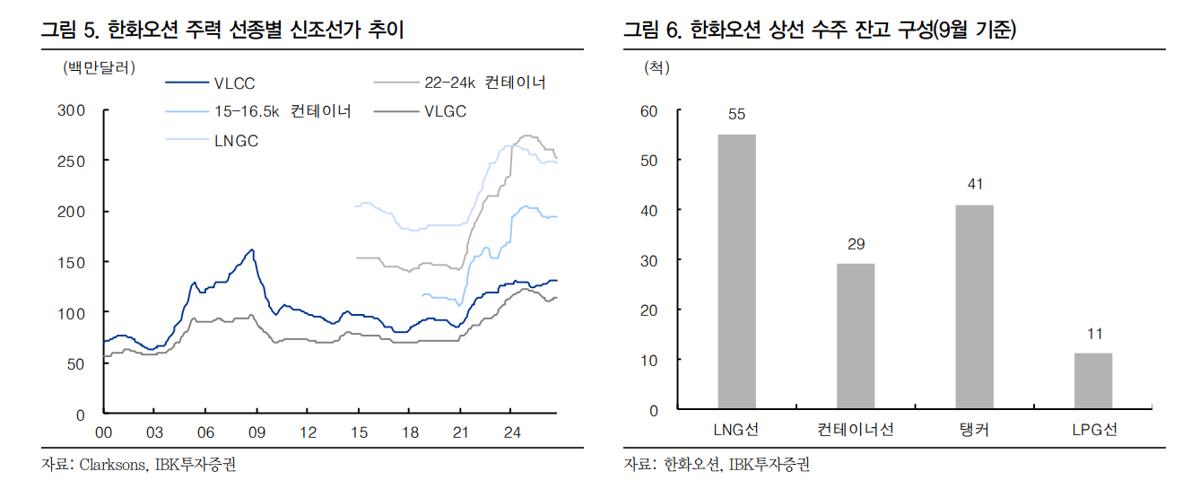 그림 5. 한화오션 주력 선종별 신조선가 추이
(백만달러)
VLCC
22-24k 컨테이너
15-16.5k 컨테이너
VLGC
LNGC
300
250
200
150
100
50
0
00 03 06 09 12 15 18 21 24
자료: Clarksons, IBK투자증권
그림 6. 한화오션 상선 수주 잔고 구성(9월 기준)
(척)
60
50
40
30
20
10
0
55
29
41
11
LNG선 컨테이너선 탱커 LPG선
자료: 한화오션, IBK투자증권